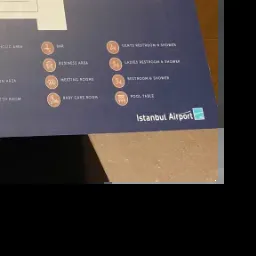 BAR
GENTS RESTROOM & SHOWER
BUSINESS AREA
LADIES RESTROOM & SHOWER
MEETING ROOMS
RESTROOM & SHOWER
BABY CARE ROOM
POOL TABLE
Istanbul Airport